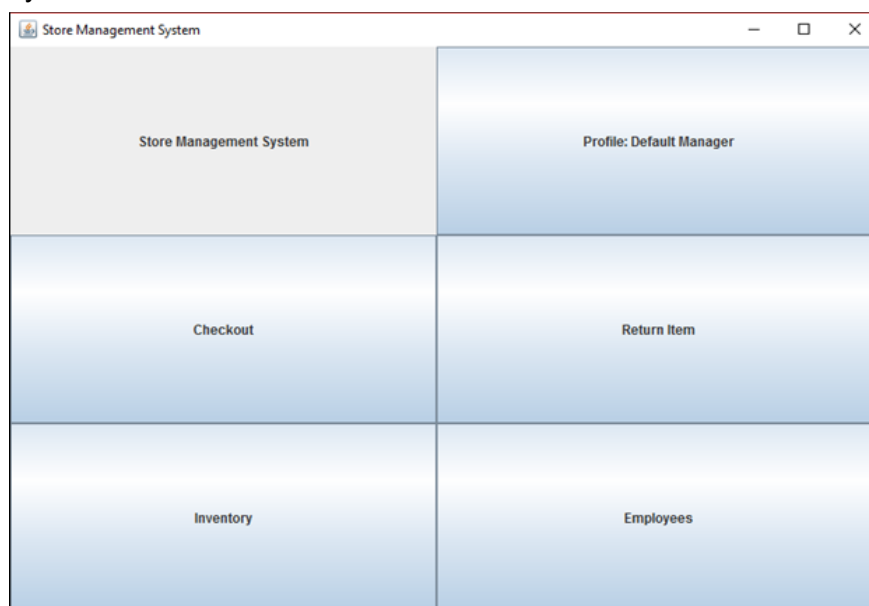 Store Management System
Store Management System
Profile: Default Manager
Checkout
Return Item
Inventory
Employees